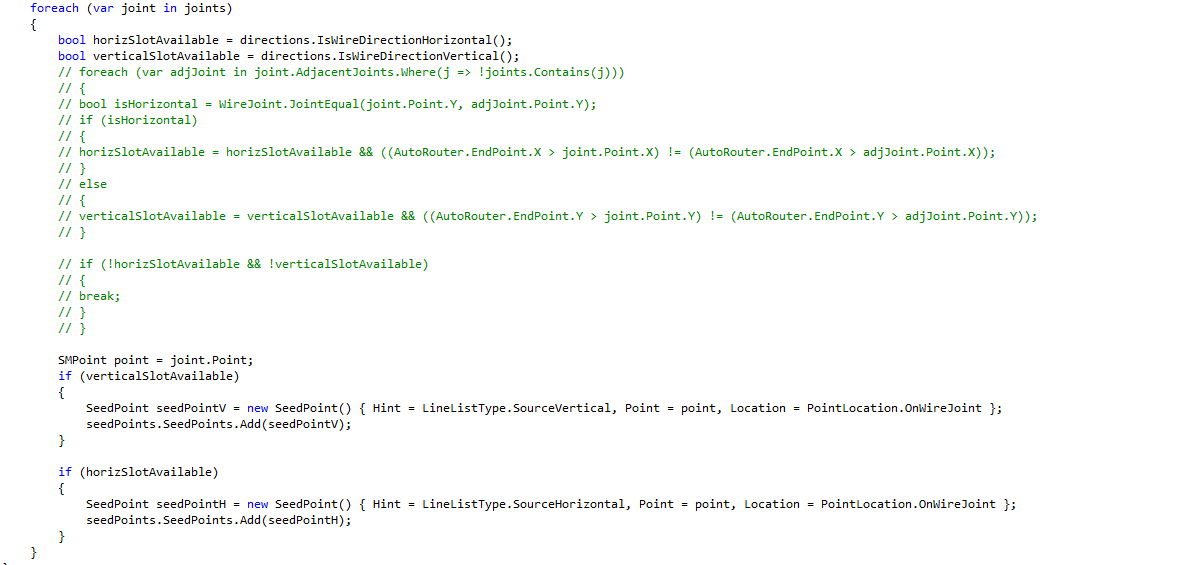 foreach (var joint in joints)
{
bool horizSlotAvailable = directions.IsWireDirectionHorizontal();
bool verticalSlotAvailable = directions.IsWireDirectionVertical();
// foreach (var adjJoint in joint.AdjacentJoints.Where(j => !joints.Contains(j)))
// {
// bool isHorizontal = WireJoint.JointEqual(joint.Point.Y, adjJoint.Point.Y);
// if (isHorizontal)
// {
// horizSlotAvailable = horizSlotAvailable && ((AutoRouter.EndPoint.X > joint.Point.X) != (AutoRouter.EndPoint.X > adjJoint.Point.X));
// }
// else
// {
// verticalSlotAvailable = verticalSlotAvailable && ((AutoRouter.EndPoint.Y > joint.Point.Y) != (AutoRouter.EndPoint.Y > adjJoint.Point.Y));
// }
// if (!horizSlotAvailable && !verticalSlotAvailable)
// {
// break;
// }
// }
SMPoint point = joint.Point;
if (verticalSlotAvailable)
{
SeedPoint seedPointV = new SeedPoint() { Hint = LineListType.SourceVertical, Point = point, Location = PointLocation.OnWireJoint };
seedPoints.SeedPoints.Add(seedPointV);
}
if (horizSlotAvailable)
{
SeedPoint seedPointH = new SeedPoint() { Hint = LineListType.SourceHorizontal, Point = point, Location = PointLocation.OnWireJoint };
seedPoints.SeedPoints.Add(seedPointH);
}
}